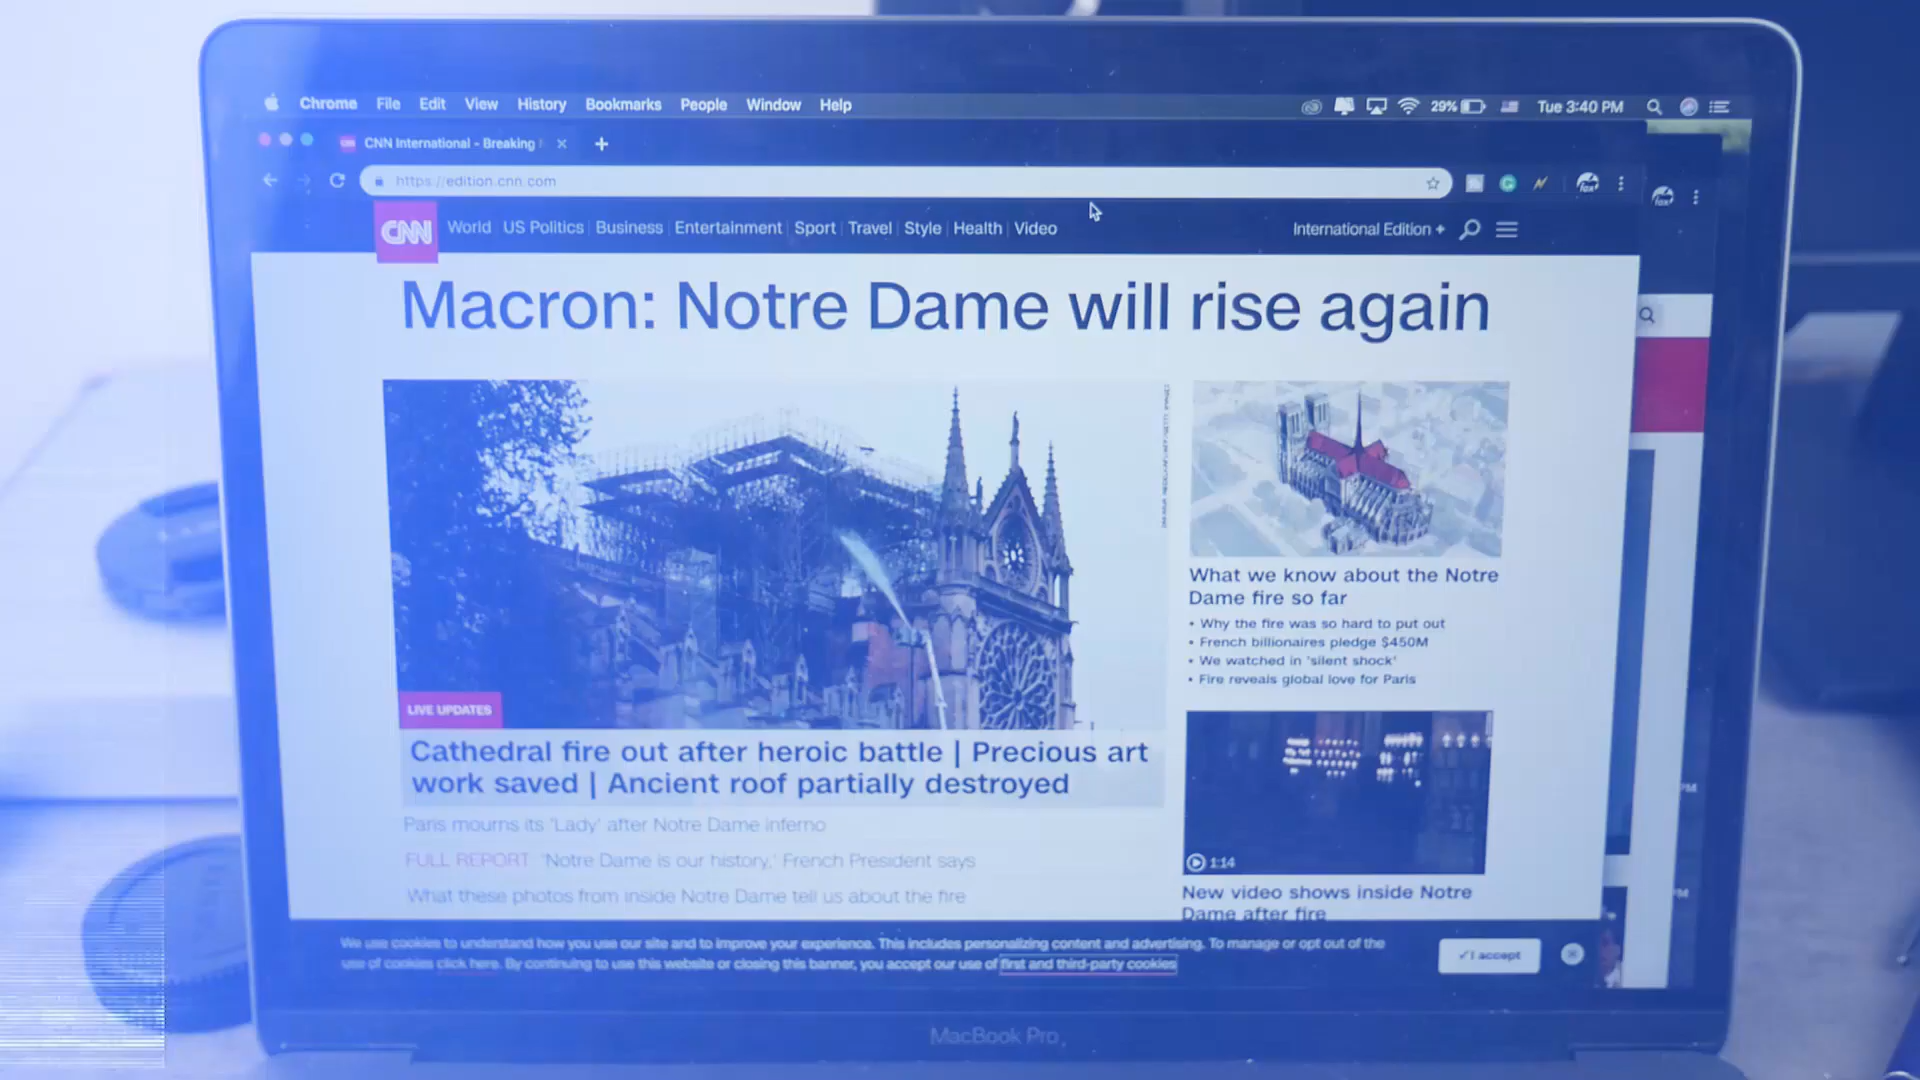 Chrome File Edit View History Bookmarks People Window Help 29% Tue 3:40 PM
CNN International - Breaking
https://edition.cnn.com
CNN World US Politics Business Entertainment Sport Travel Style Health Video International Edition +
Macron: Notre Dame will rise again
LIVE UPDATES
Cathedral fire out after heroic battle | Precious art
work saved | Ancient roof partially destroyed
Paris mourns its 'Lady' after Notre Dame inferno
FULL REPORT 'Notre Dame is our history,' French President says
What these photos from inside Notre Dame tell us about the fire
What we know about the Notre
Dame fire so far
• Why the fire was so hard to put out
• French billionaires pledge $450M
• We watched in 'silent shock'
• Fire reveals global love for Paris
1:14
New video shows inside Notre
Dame after fire
We use cookies to understand how you use our site and to improve your experience. This includes personalizing content and advertising. To manage or opt out of the
use of cookies click here. By continuing to use this website or closing this banner, you accept our use of first and third-party cookies
✓ I accept
MacBook Pro